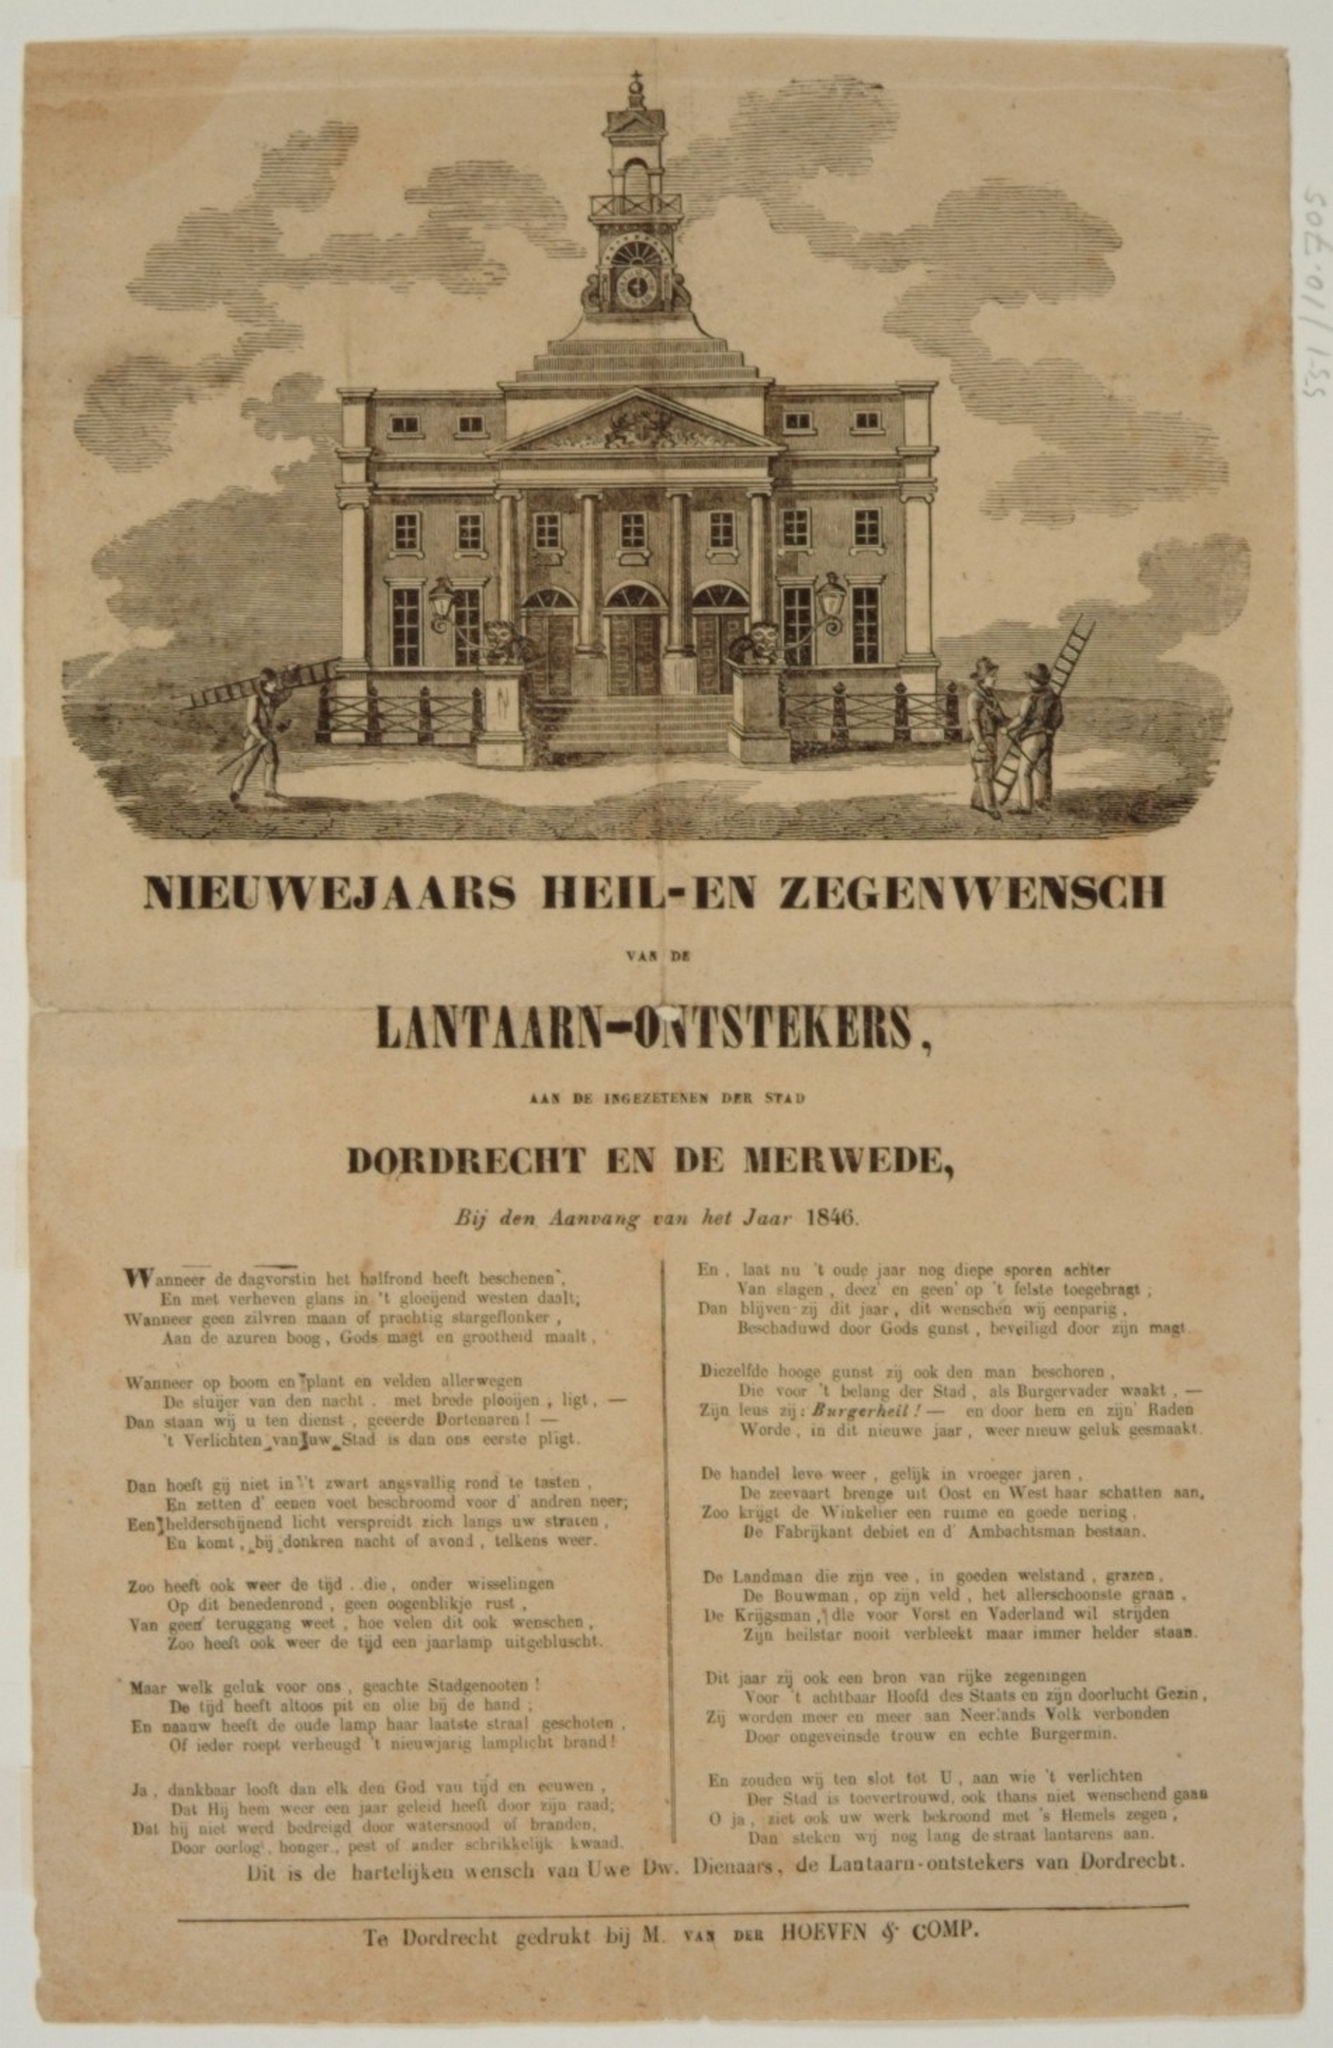 NIEUWEJAARS HEIL-EN ZEGENWENSCH
VAN DE
LANTAARN-ONTSTEKERS,
AAN DE INGEZETENEN DER STAD
DORDRECHT EN DE MERWEDE,
Bij den Aanvang van het Jaar 1846.
Wanneer de dagvorstin het halfrond heeft beschenen,
En met verheven glans in 't gloeijend westen daalt;
Wanneer geen zilvren maan of prachtig stargeflonker,
Aan de azuren boog, Gods magt en grootheid maalt,
Wanneer op boom en plant en velden allerwegen
De sluijer van den nacht. met brede plooijen, ligt, —
Dan staan wij u ten dienst, geëerde Dortenaren! —
't Verlichten van uw Stad is dan ons eerste pligt.
Dan hoeft gij niet in 't zwart angsvallig rond te tasten,
En zetten d' eenen voet beschroomd voor d' andren neer;
Een helderschijnend licht verspreidt zich langs uw straten,
En komt, bij donkren nacht of avond, telkens weer.
Zoo heeft ook weer de tijd . die, onder wisselingen
Op dit benedenrond, geen oogenblikje rust,
Van geen' teruggang weet, hoe velen dit ook wenschen,
Zoo heeft ook weer de tijd een jaarlamp uitgebluscht.
Maar welk geluk voor ons, geachte Stadgenooten!
De tijd heeft altoos pit en olie bij de hand;
En naauw heeft de oude lamp haar laatste straal geschoten,
Of ieder roept verheugd 't nieuwjarig lamplicht brand!
Ja, dankbaar looft dan elk den God van tijd en eeuwen,
Dat Hij hem weer een jaar geleid heeft door zijn raad;
Dat hij niet werd bedreigd door watersnood of branden,
Door oorlog, honger, pest of ander schrikkelijk kwaad.
En, laat nu 't oude jaar nog diepe sporen achter
Van slagen, deez' en geen' op 't felste toegebragt;
Dan blijven zij dit jaar, dit wenschen wij eenparig,
Beschaduwd door Gods gunst, beveiligd door zijn magt.
Diezelfde hooge gunst zij ook den man beschoren,
Die voor 't belang der Stad, als Burgervader waakt, —
Zijn leus zij: Burgerheil! — en door hem en zijn' Raden
Worde, in dit nieuwe jaar, weer nieuw geluk gesmaakt.
De handel leve weer, gelijk in vroeger jaren,
De zeevaart brenge uit Oost en West haar schatten aan,
Zoo krijgt de Winkelier een ruime en goede nering,
De Fabrijkant debiet en d' Ambachtsman bestaan.
De Landman die zijn vee, in goeden welstand, grazen,
De Bouwman, op zijn veld, het allerschoonste graan,
De Krijgsman, die voor Vorst en Vaderland wil strijden
Zijn heilstar nooit verbleekt maar immer helder staan.
Dit jaar zij ook een bron van rijke zegeningen
Voor 't achtbaar Hoofd des Staats en zijn doorlucht Gezin,
Zij worden meer en meer aan Neerlands Volk verbonden
Door ongeveinsde trouw en echte Burgermin.
En zouden wij ten slot tot U, aan wie 't verlichten
Der Stad is toevertrouwd, ook thans niet wenschend gaan
O ja, ziet ook uw werk bekroond met 's Hemels zegen,
Dan steken wij nog lang de straat lantarens aan.
Dit is de hartelijken wensch van Uwe Dw. Dienaars, de Lantaarn-ontstekers van Dordrecht.
Te Dordrecht gedrukt bij M. VAN DER HOEVEN & COMP.